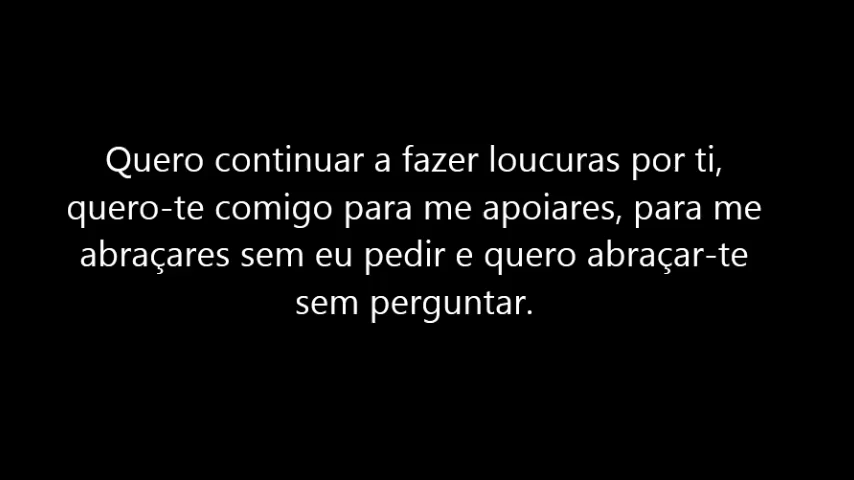 Quero continuar a fazer loucuras por ti,
quero-te comigo para me apoiares, para me
abraçares sem eu pedir e quero abraçar-te
sem perguntar.